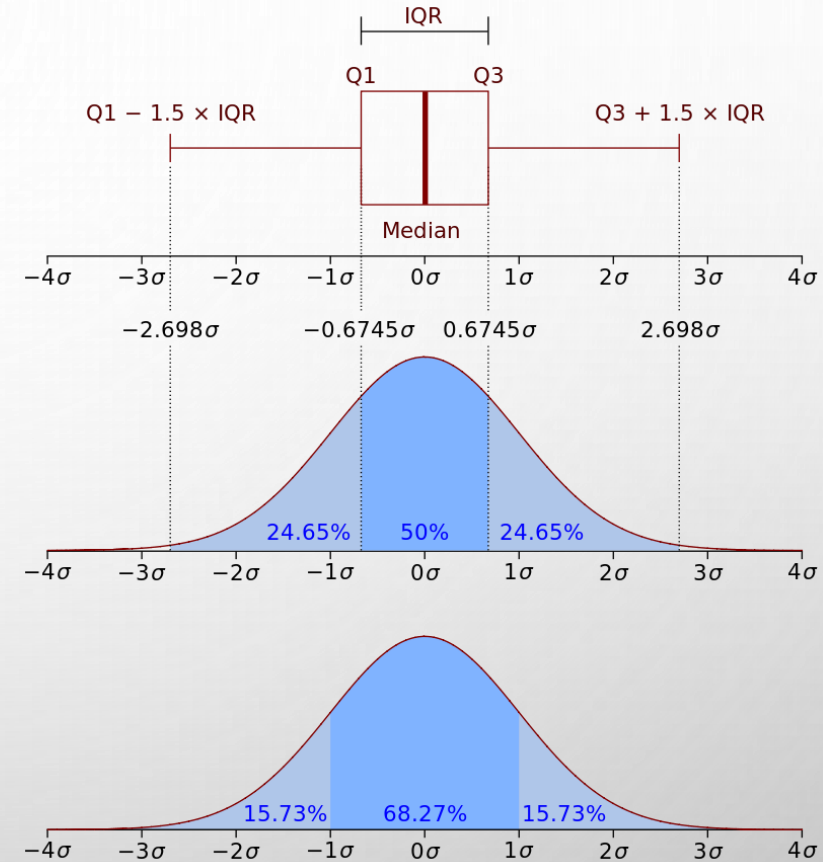 IQR
Q1 Q3
Q1 − 1.5 × IQR Q3 + 1.5 × IQR
Median
−4σ −3σ −2σ −1σ 0σ 1σ 2σ 3σ 4σ
−2.698σ −0.6745σ 0.6745σ 2.698σ
24.65% 50% 24.65%
−4σ −3σ −2σ −1σ 0σ 1σ 2σ 3σ 4σ
15.73% 68.27% 15.73%
−4σ −3σ −2σ −1σ 0σ 1σ 2σ 3σ 4σ